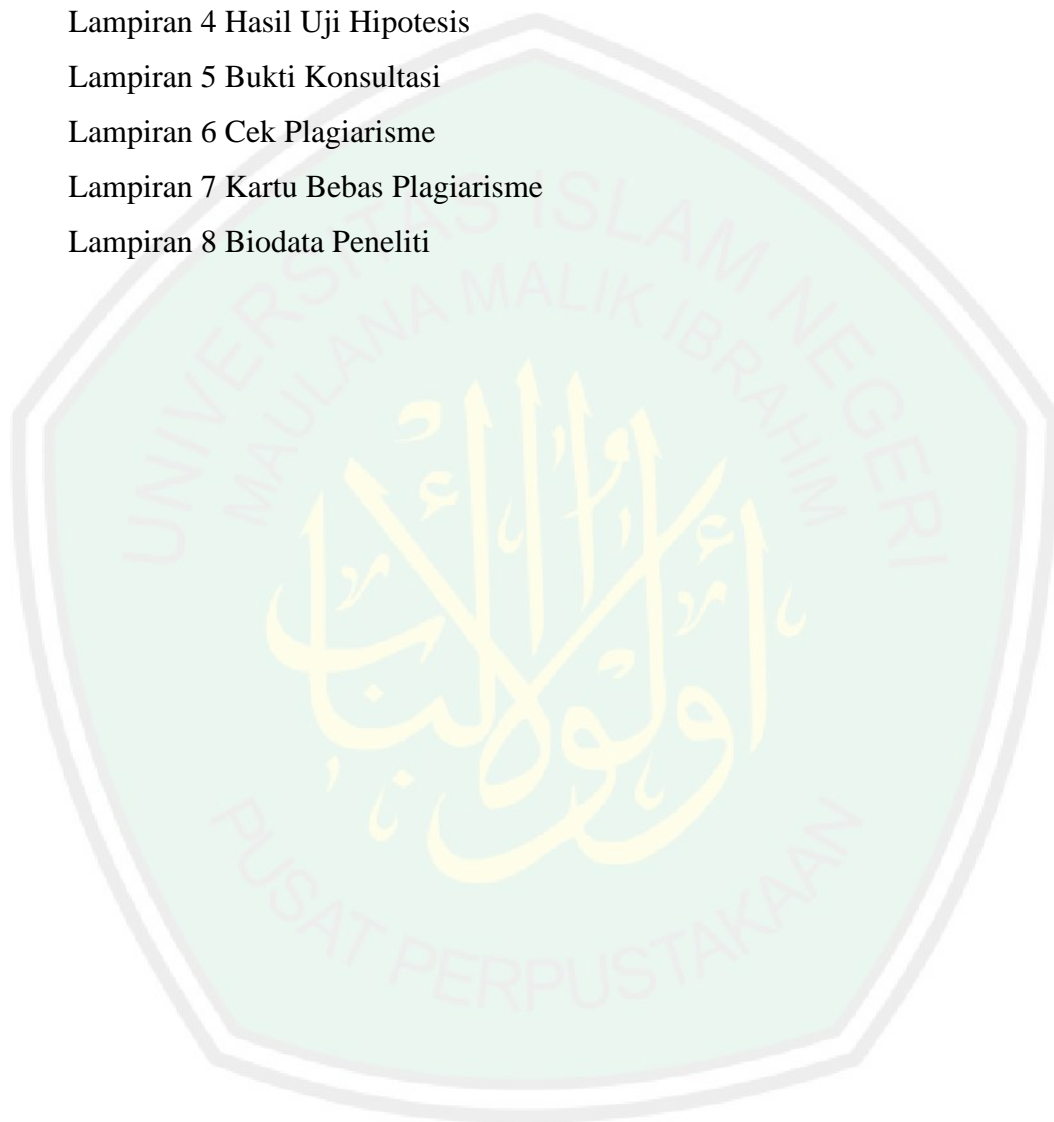 Lampiran 4 Hasil Uji Hipotesis
Lampiran 5 Bukti Konsultasi
Lampiran 6 Cek Plagiarisme
Lampiran 7 Kartu Bebas Plagiarisme
Lampiran 8 Biodata Peneliti
UNIVERSITAS ISLAM NEGERI
MAULANA MALIK IBRAHIM
أولوا الألباب
PUSAT PERPUSTAKAAN